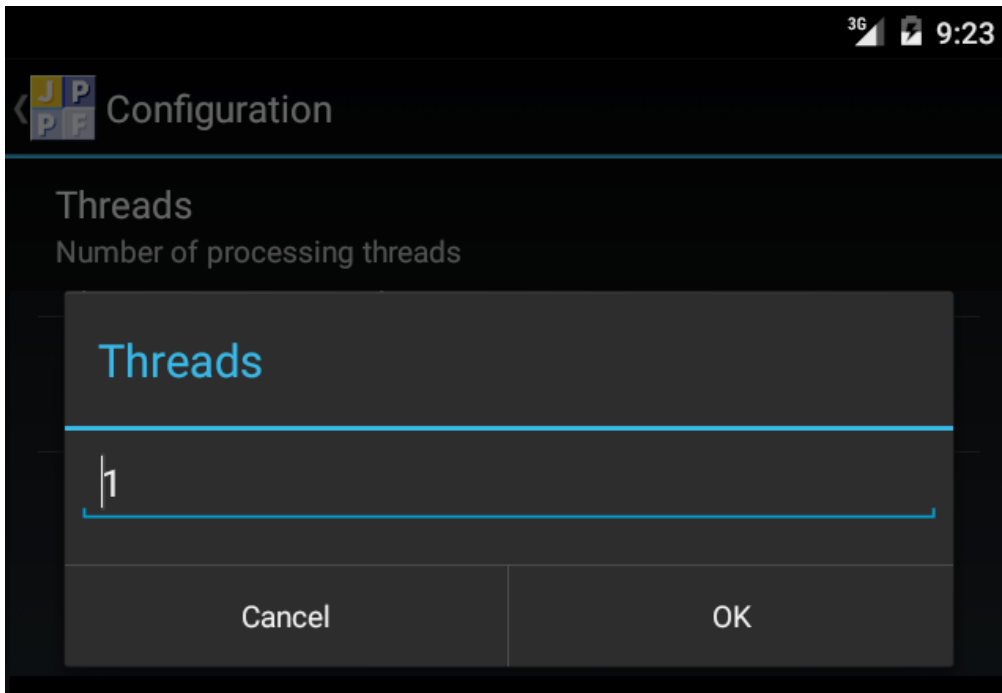 3G 9:23
J P
P F
Configuration
Threads
Number of processing threads
Threads
1
Cancel OK